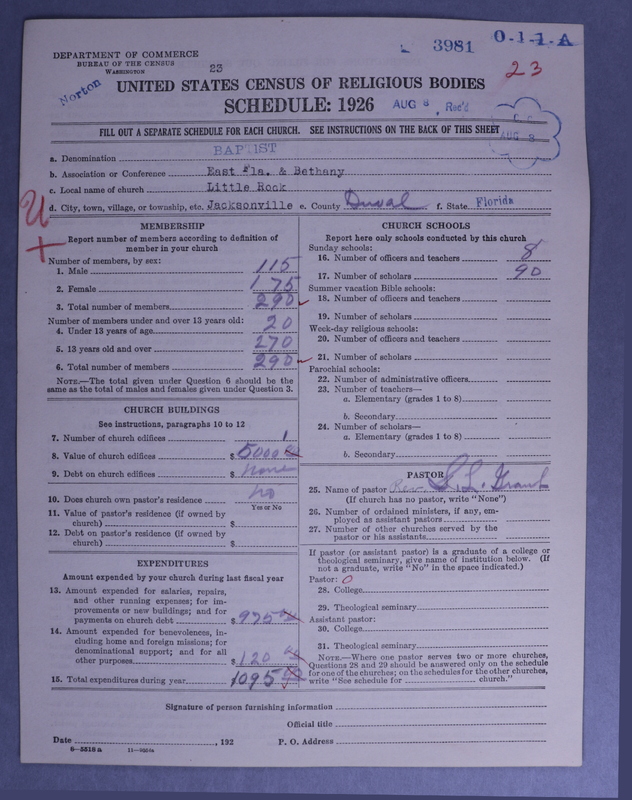 3981 0-1-1-A
DEPARTMENT OF COMMERCE
BUREAU OF THE CENSUS
WASHINGTON
23
23
Norton
UNITED STATES CENSUS OF RELIGIOUS BODIES
SCHEDULE: 1926 AUG 8 Rec'd
AUG 8
FILL OUT A SEPARATE SCHEDULE FOR EACH CHURCH. SEE INSTRUCTIONS ON THE BACK OF THIS SHEET
a. Denomination BAPTIST
b. Association or Conference East Fla. & Bethany
c. Local name of church Little Rock
d. City, town, village, or township, etc. Jacksonville e. County Duval f. State Florida
MEMBERSHIP
Report number of members according to definition of
member in your church
Number of members, by sex:
1. Male 115
2. Female 175
3. Total number of members 290
Number of members under and over 13 years old:
4. Under 13 years of age 20
5. 13 years old and over 270
6. Total number of members 290
NOTE.—The total given under Question 6 should be the
same as the total of males and females given under Question 3.
CHURCH BUILDINGS
See instructions, paragraphs 10 to 12
7. Number of church edifices 1
8. Value of church edifices $5000
9. Debt on church edifices $ None
10. Does church own pastor's residence No
Yes or No
11. Value of pastor's residence (if owned by
church) $
12. Debt on pastor's residence (if owned by
church) $
EXPENDITURES
Amount expended by your church during last fiscal year
13. Amount expended for salaries, repairs,
and other running expenses; for im-
provements or new buildings; and for
payments on church debt $975
14. Amount expended for benevolences, in-
cluding home and foreign missions; for
denominational support; and for all
other purposes $120
15. Total expenditures during year 1095
CHURCH SCHOOLS
Report here only schools conducted by this church
Sunday schools:
16. Number of officers and teachers 8
17. Number of scholars 90
Summer vacation Bible schools:
18. Number of officers and teachers
19. Number of scholars
Week-day religious schools:
20. Number of officers and teachers
21. Number of scholars
Parochial schools:
22. Number of administrative officers
23. Number of teachers—
a. Elementary (grades 1 to 8)
b. Secondary
24. Number of scholars—
a. Elementary (grades 1 to 8)
b. Secondary
PASTOR
25. Name of pastor Rev. S. L. Grant
(If church has no pastor, write "None")
26. Number of ordained ministers, if any, em-
ployed as assistant pastors
27. Number of other churches served by the
pastor or his assistants
If pastor (or assistant pastor) is a graduate of a college or
theological seminary, give name of institution below. (If
not a graduate, write "No" in the space indicated.)
Pastor: 0
28. College
29. Theological seminary
Assistant pastor:
30. College
31. Theological seminary
NOTE.—Where one pastor serves two or more churches,
Questions 28 and 29 should be answered only on the schedule
for one of the churches; on the schedules for the other churches,
write "See schedule for church."
Signature of person furnishing information
Official title
Date , 192 P. O. Address
8-5518 a